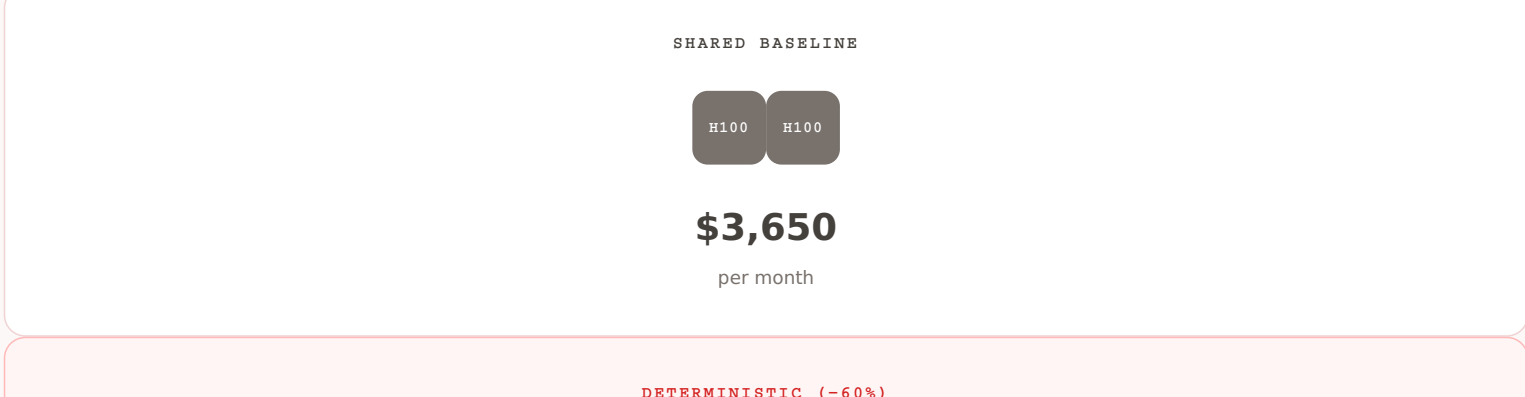 SHARED BASELINE
H100 H100
$3,650
per month
DETERMINISTIC (−60%)